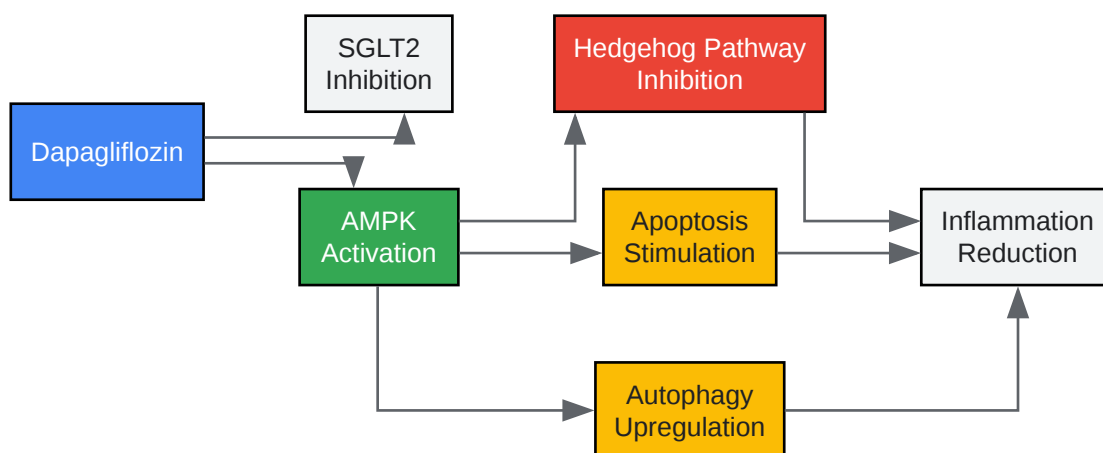 SGLT2
Inhibition
Hedgehog Pathway
Inhibition
Dapagliflozin
AMPK
Activation
Apoptosis
Stimulation
Inflammation
Reduction
Autophagy
Upregulation